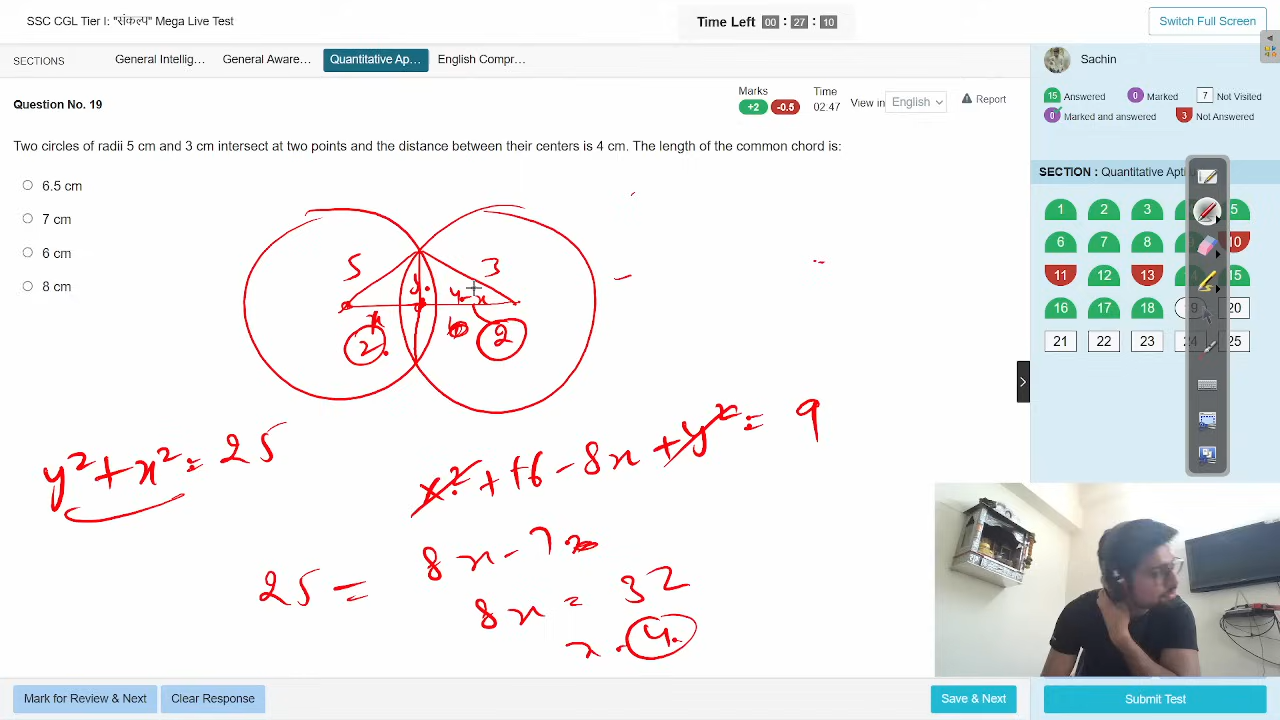 SSC CGL Tier I: "संकल्प" Mega Live Test
Time Left 00 : 27 : 10
Switch Full Screen
SECTIONS
General Intellig...
General Aware...
Quantitative Ap...
English Compr...
Sachin
Question No. 19
Marks
+2 -0.5
Time
02.47
View in English
Report
15 Answered
0 Marked
7 Not Visited
0 Marked and answered
3 Not Answered
Two circles of radii 5 cm and 3 cm intersect at two points and the distance between their centers is 4 cm. The length of the common chord is:
6.5 cm
7 cm
6 cm
8 cm
SECTION : Quantitative Apti
1 2 3 5
6 7 8 10
11 12 13 15
16 17 18 19 20
21 22 23 24 25
5 3
y 4-x
x
2. 2
y²+x²=25
x²+16-8x+y²=9
8x-7
25=
8x=32
x.4.
Mark for Review & Next
Clear Response
Save & Next
Submit Test